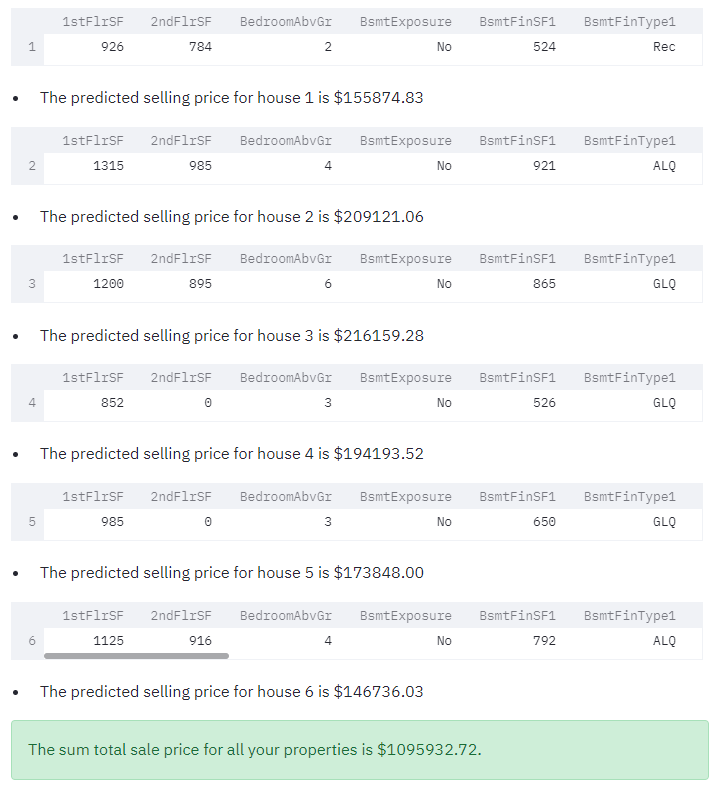 1stFlrSF 2ndFlrSF BedroomAbvGr BsmtExposure BsmtFinSF1 BsmtFinType1
1 926 784 2 No 524 Rec
• The predicted selling price for house 1 is $155874.83
1stFlrSF 2ndFlrSF BedroomAbvGr BsmtExposure BsmtFinSF1 BsmtFinType1
2 1315 985 4 No 921 ALQ
• The predicted selling price for house 2 is $209121.06
1stFlrSF 2ndFlrSF BedroomAbvGr BsmtExposure BsmtFinSF1 BsmtFinType1
3 1200 895 6 No 865 GLQ
• The predicted selling price for house 3 is $216159.28
1stFlrSF 2ndFlrSF BedroomAbvGr BsmtExposure BsmtFinSF1 BsmtFinType1
4 852 0 3 No 526 GLQ
• The predicted selling price for house 4 is $194193.52
1stFlrSF 2ndFlrSF BedroomAbvGr BsmtExposure BsmtFinSF1 BsmtFinType1
5 985 0 3 No 650 GLQ
• The predicted selling price for house 5 is $173848.00
1stFlrSF 2ndFlrSF BedroomAbvGr BsmtExposure BsmtFinSF1 BsmtFinType1
6 1125 916 4 No 792 ALQ
• The predicted selling price for house 6 is $146736.03
The sum total sale price for all your properties is $1095932.72.